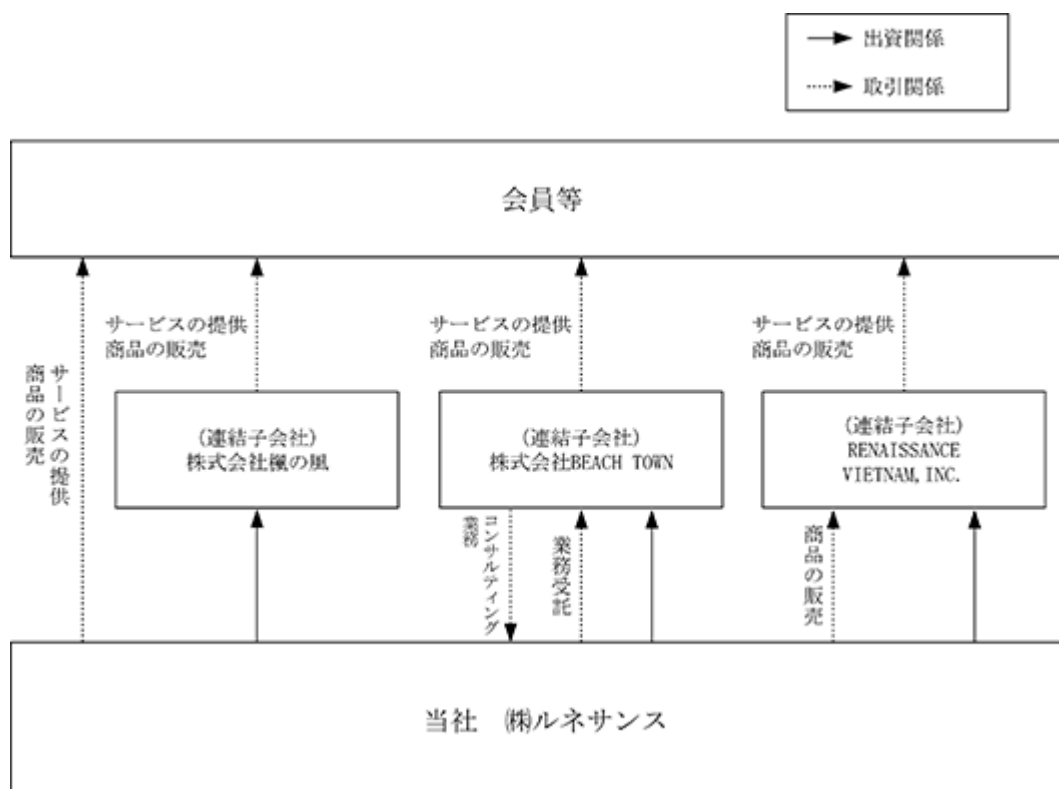 出資関係
取引関係
会員等
サービスの提供
商品の販売
サービスの提供
商品の販売
サービスの提供
商品の販売
サービスの提供
商品の販売
(連結子会社)
株式会社櫂の風
(連結子会社)
株式会社BEACH TOWN
(連結子会社)
RENAISSANCE
VIETNAM,INC.
コンサルティング
業務
業務受託
商品の販売
当社 ㈱ルネサンス